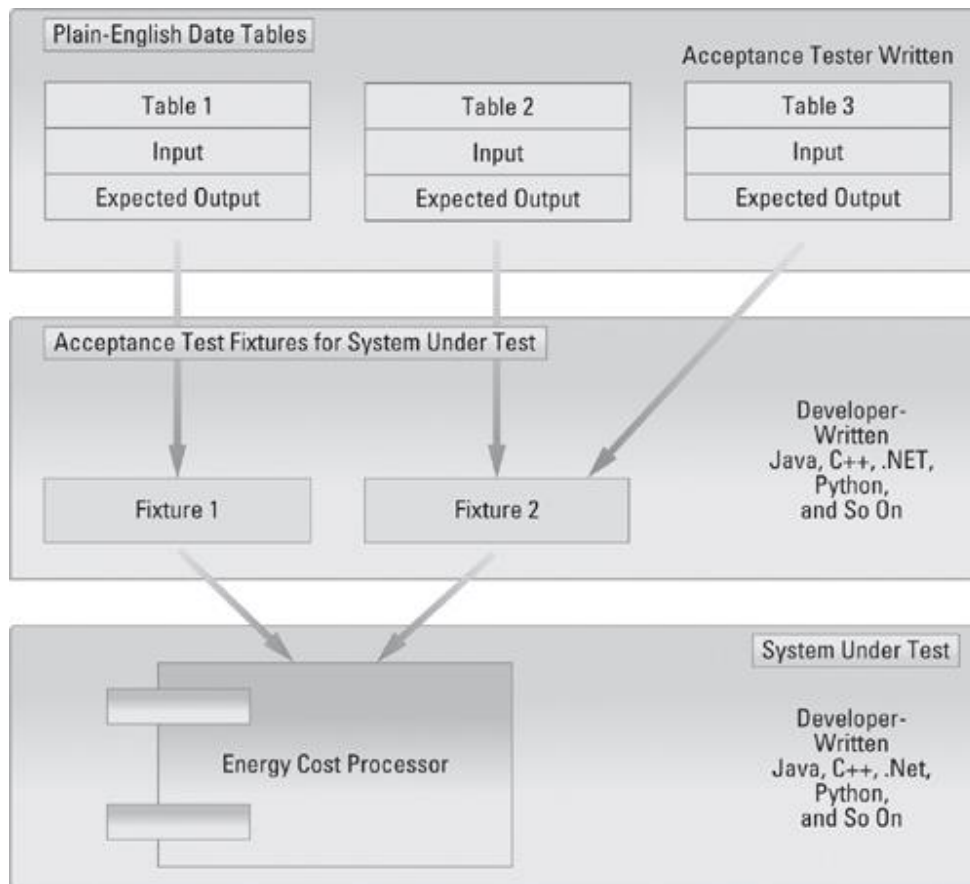 Plain-English Date Tables
Acceptance Tester Written
Table 1
Input
Expected Output
Table 2
Input
Expected Output
Table 3
Input
Expected Output
Acceptance Test Fixtures for System Under Test
Fixture 1
Fixture 2
Developer-
Written
Java, C++, .NET,
Python,
and So On
System Under Test
Energy Cost Processor
Developer-
Written
Java, C++, .Net,
Python,
and So On